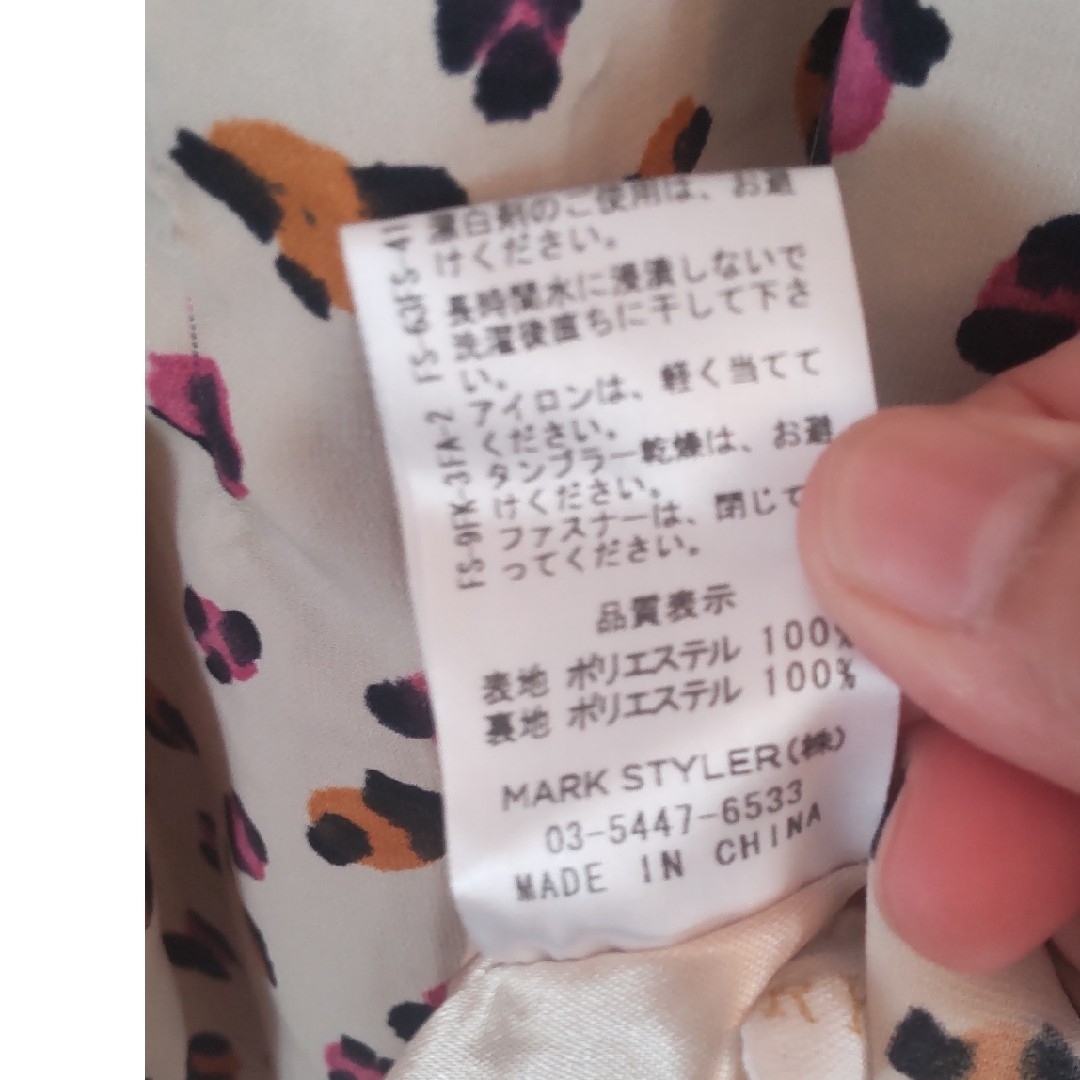 漂白剤のご使用は、お避
けください。
長時間水に浸漬しないで
洗濯後直ちに干して下さ
い。
アイロンは、軽く当てて
ください。
タンブラー乾燥は、お避
けください。
ファスナーは、閉じて
ってください。
品質表示
表地 ポリエステル 100%
裏地 ポリエステル 100%
MARK STYLER(株)
03-5447-6533
MADE IN CHINA
FS-9FK-3FA-2